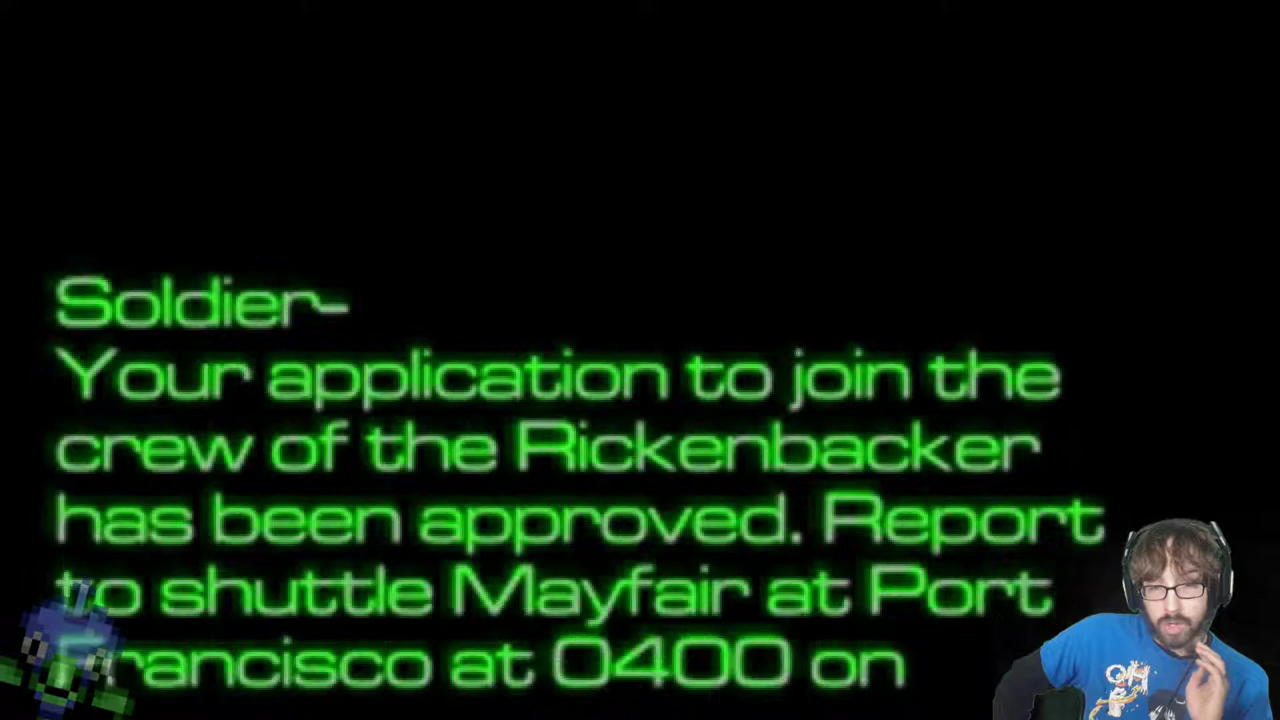 Soldier-
Your application to join the
crew of the Rickenbacker
has been approved. Report
to shuttle Mayfair at Port
Francisco at 0400 on